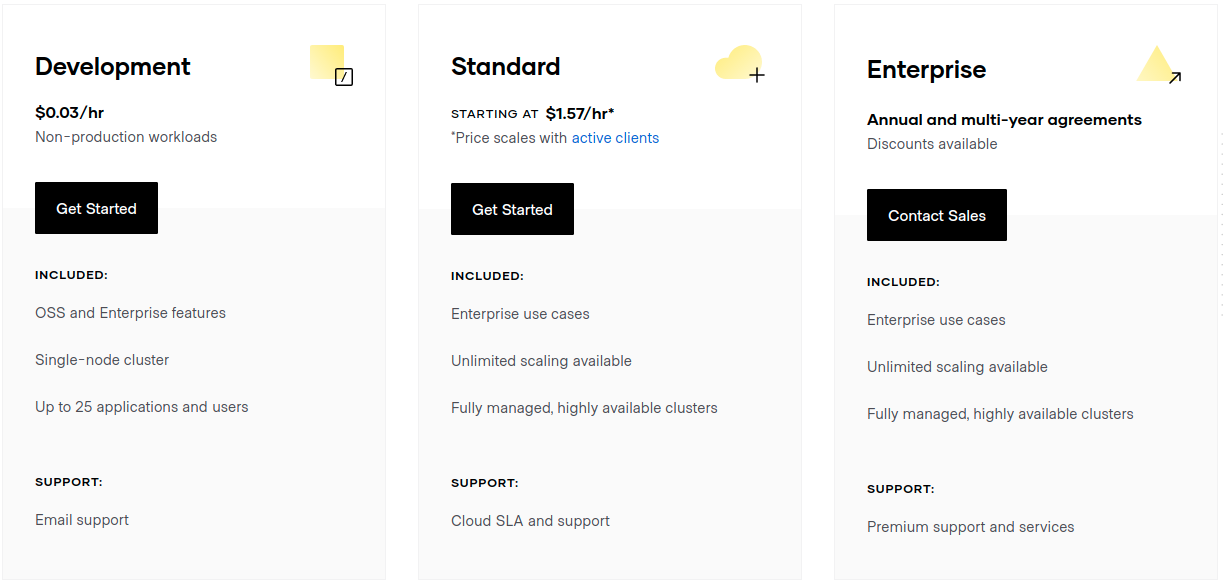 Development
$0.03/hr
Non-production workloads
Get Started
INCLUDED:
OSS and Enterprise features
Single-node cluster
Up to 25 applications and users
SUPPORT:
Email support
Standard
STARTING AT $1.57/hr*
*Price scales with active clients
Get Started
INCLUDED:
Enterprise use cases
Unlimited scaling available
Fully managed, highly available clusters
SUPPORT:
Cloud SLA and support
Enterprise
Annual and multi-year agreements
Discounts available
Contact Sales
INCLUDED:
Enterprise use cases
Unlimited scaling available
Fully managed, highly available clusters
SUPPORT:
Premium support and services